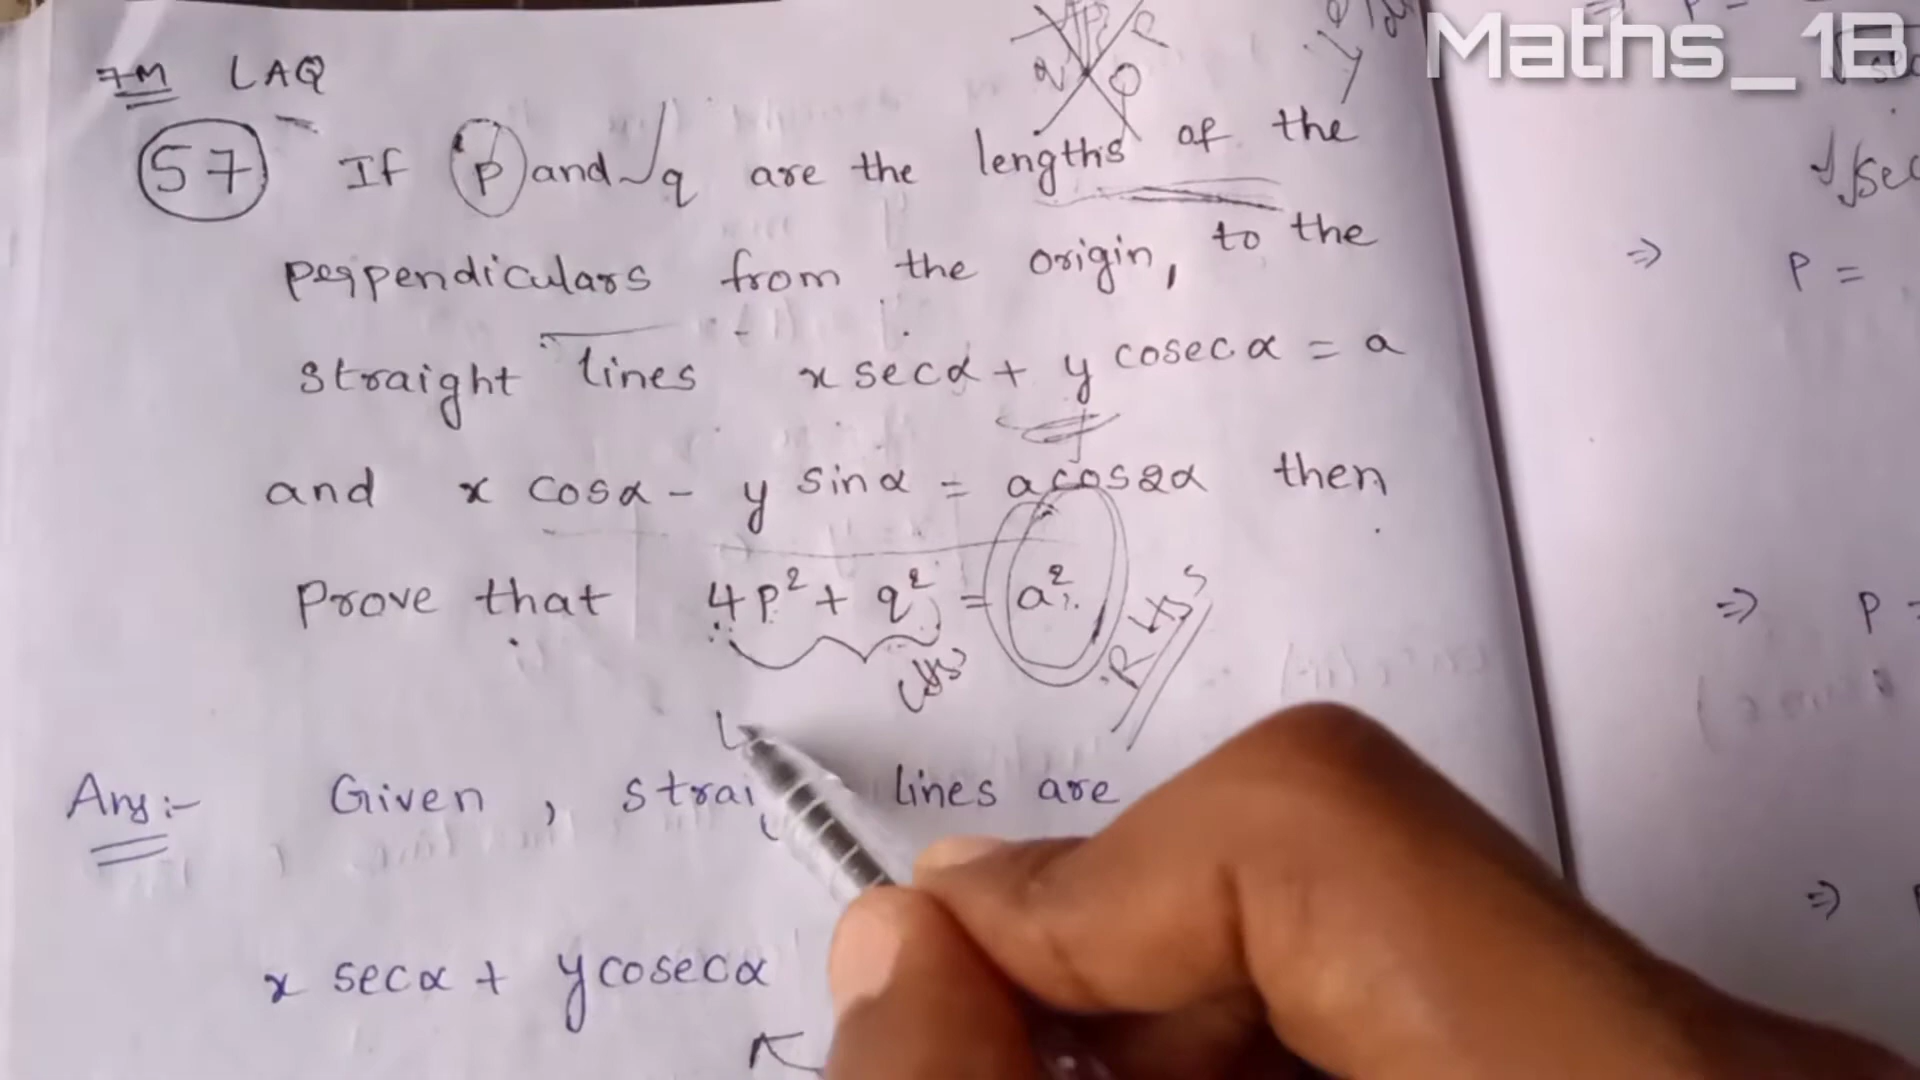 Maths_1B
7M LAQ
57 If p and q are the lengths of the
perpendiculars from the origin, to the
straight lines x secα + y cosecα = a
and x cosα - y sinα = acos2α then
Prove that 4p² + q² = a²
LHS
RHS
Ans:- Given, lines are
x secα + y cosecα
⇒ P =
⇒ P =
⇒